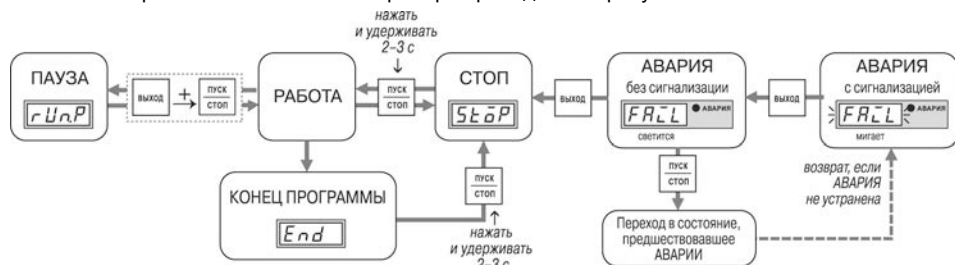 нажать
и удерживать
2–3 с
ПАУЗА
rUn.P
ВЫХОД
+
ПУСК
СТОП
РАБОТА
ПУСК
СТОП
СТОП
StoP
ВЫХОД
АВАРИЯ
без сигнализации
FAiL
АВАРИЯ
светится
ВЫХОД
АВАРИЯ
с сигнализацией
FAiL
АВАРИЯ
мигает
КОНЕЦ ПРОГРАММЫ
End
ПУСК
СТОП
нажать
и удерживать
2–3 с
ПУСК
СТОП
Переход в состояние,
предшествовавшее
АВАРИИ
возврат, если
АВАРИЯ
не устранена